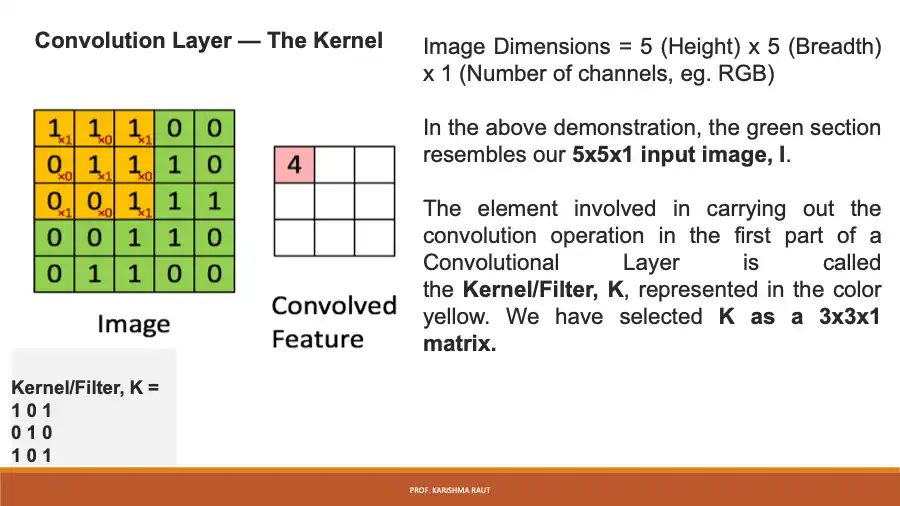 Convolution Layer — The Kernel
1×1 1×0 1×1 0 0
0×0 1×1 1×0 1 0
0×1 0×0 1×1 1 1
0 0 1 1 0
0 1 1 0 0
Image
4
Convolved
Feature
Kernel/Filter, K =
1 0 1
0 1 0
1 0 1
Image Dimensions = 5 (Height) x 5 (Breadth)
x 1 (Number of channels, eg. RGB)
In the above demonstration, the green section
resembles our 5x5x1 input image, I.
The element involved in carrying out the
convolution operation in the first part of a
Convolutional Layer is called
the Kernel/Filter, K, represented in the color
yellow. We have selected K as a 3x3x1
matrix.
PROF. KARISHMA RAUT